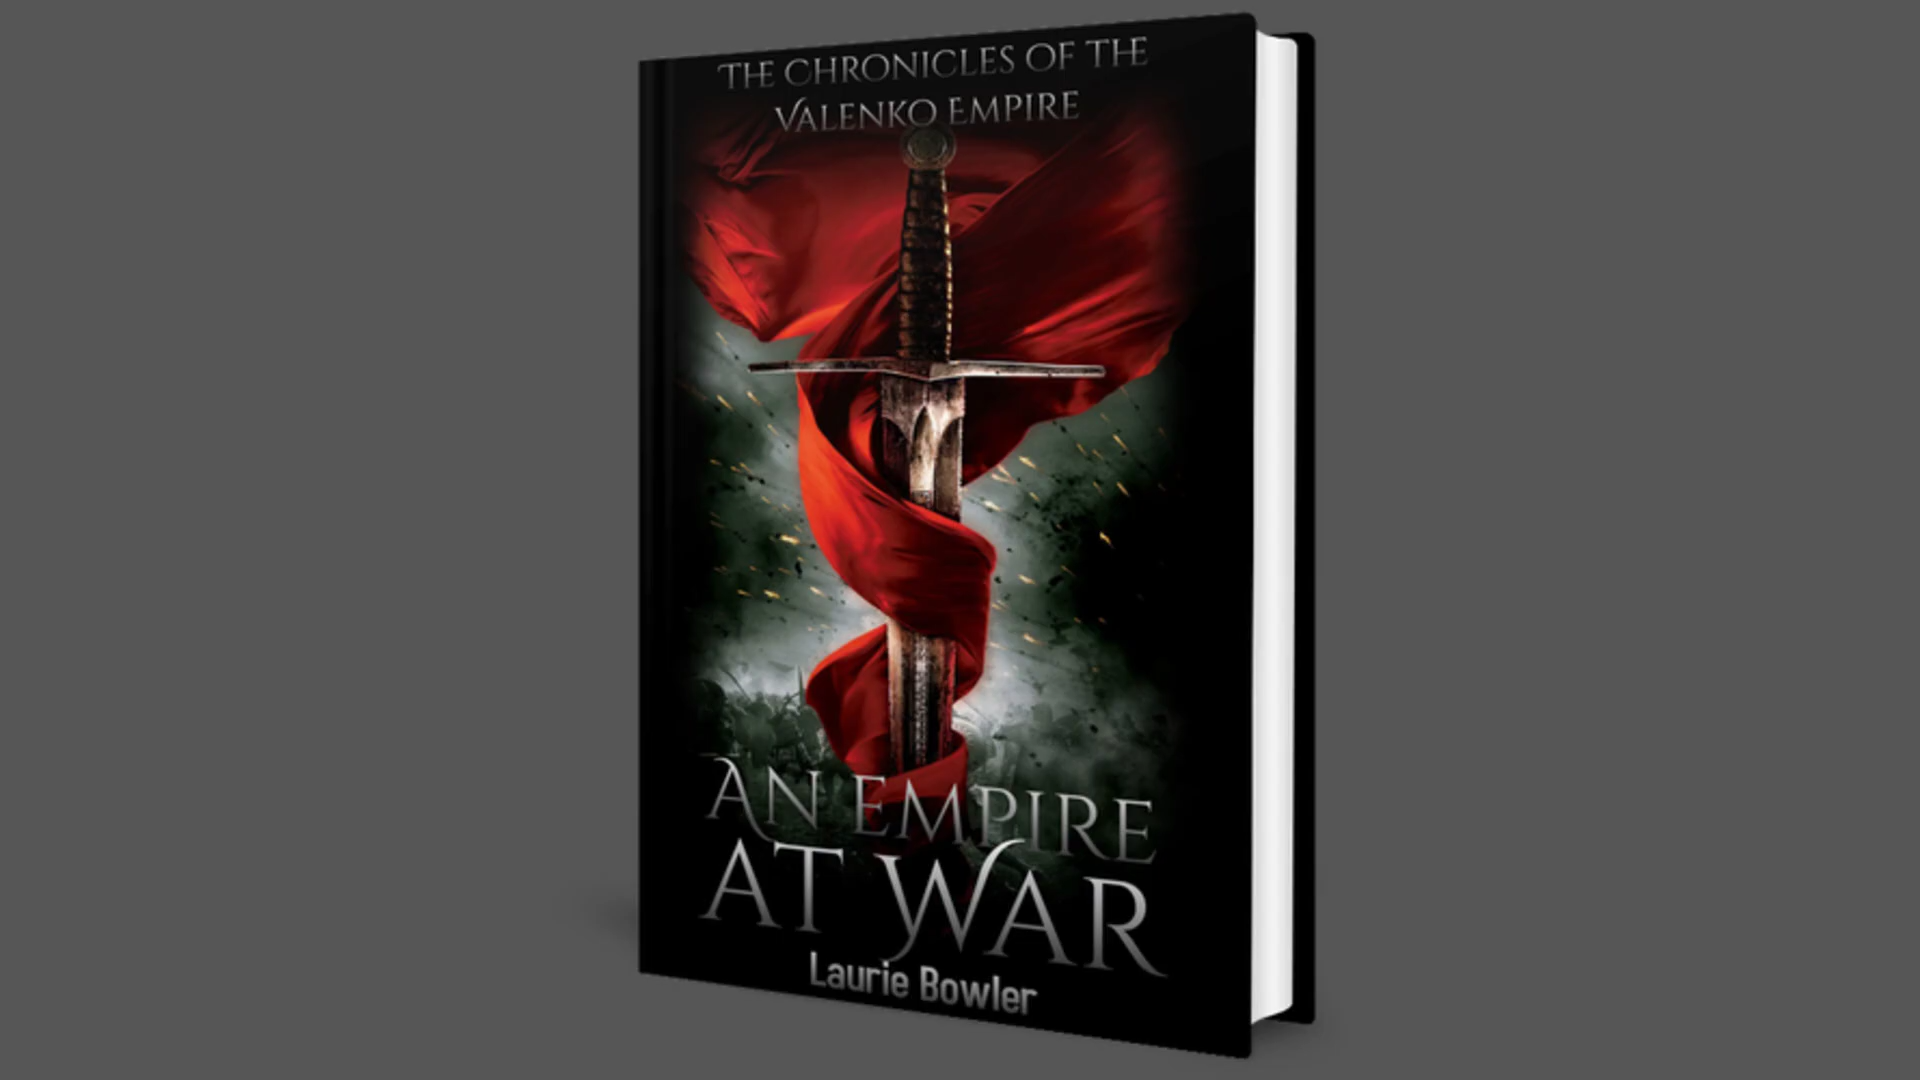 The Chronicles of the
Valenko Empire
An Empire
at War
Laurie Bowler